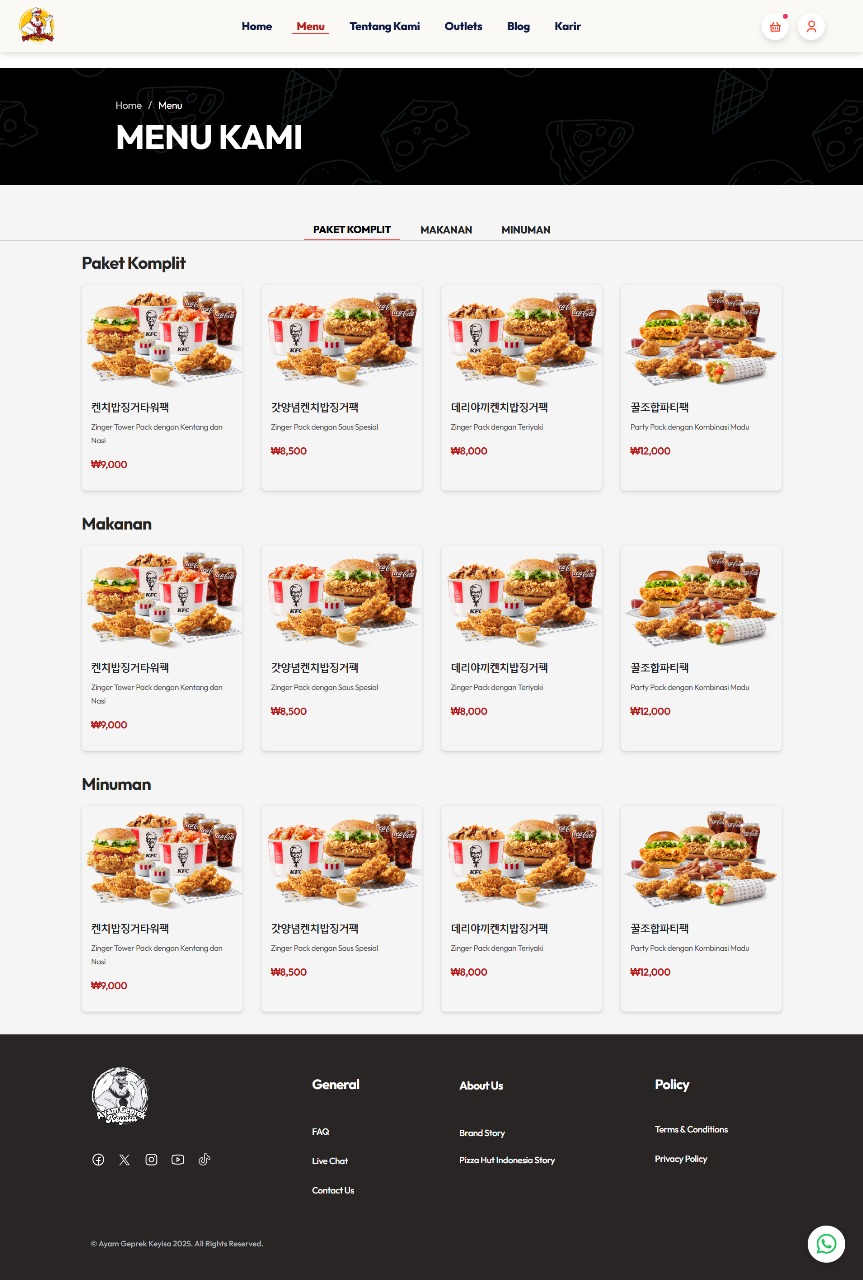 Home Menu Tentang Kami Outlets Blog Karir
Home / Menu
MENU KAMI
PAKET KOMPLIT MAKANAN MINUMAN
Paket Komplit
켄치밥징거타워팩
Zinger Tower Pack dengan Kentang dan
Nasi
₩9,000
갓양념켄치밥징거팩
Zinger Pack dengan Saus Spesial
₩8,500
데리야끼켄치밥징거팩
Zinger Pack dengan Teriyaki
₩8,000
꿀조합파티팩
Party Pack dengan Kombinasi Madu
₩12,000
Makanan
켄치밥징거타워팩
Zinger Tower Pack dengan Kentang dan
Nasi
₩9,000
갓양념켄치밥징거팩
Zinger Pack dengan Saus Spesial
₩8,500
데리야끼켄치밥징거팩
Zinger Pack dengan Teriyaki
₩8,000
꿀조합파티팩
Party Pack dengan Kombinasi Madu
₩12,000
Minuman
켄치밥징거타워팩
Zinger Tower Pack dengan Kentang dan
Nasi
₩9,000
갓양념켄치밥징거팩
Zinger Pack dengan Saus Spesial
₩8,500
데리야끼켄치밥징거팩
Zinger Pack dengan Teriyaki
₩8,000
꿀조합파티팩
Party Pack dengan Kombinasi Madu
₩12,000
Ayam Geprek
Keyisa
General
FAQ
Live Chat
Contact Us
About Us
Brand Story
Pizza Hut Indonesia Story
Policy
Terms & Conditions
Privacy Policy
© Ayam Geprek Keyisa 2025. All Rights Reserved.